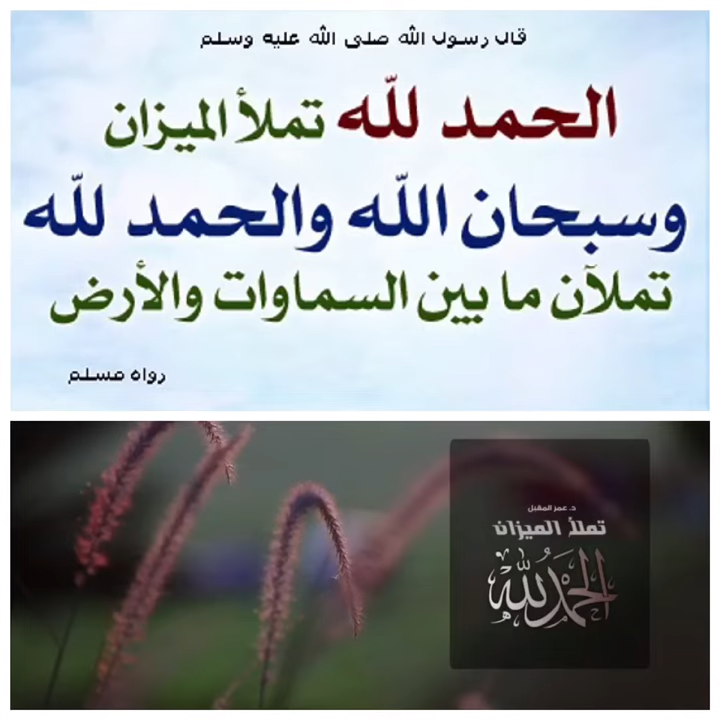 قال رسول الله صلى الله عليه وسلم
الحمد لله تملأ الميزان
وسبحان الله والحمد لله
تملآن ما بين السماوات والأرض
رواه مسلم
د. عمر المقبل
تملأ الميزان
الحمد لله